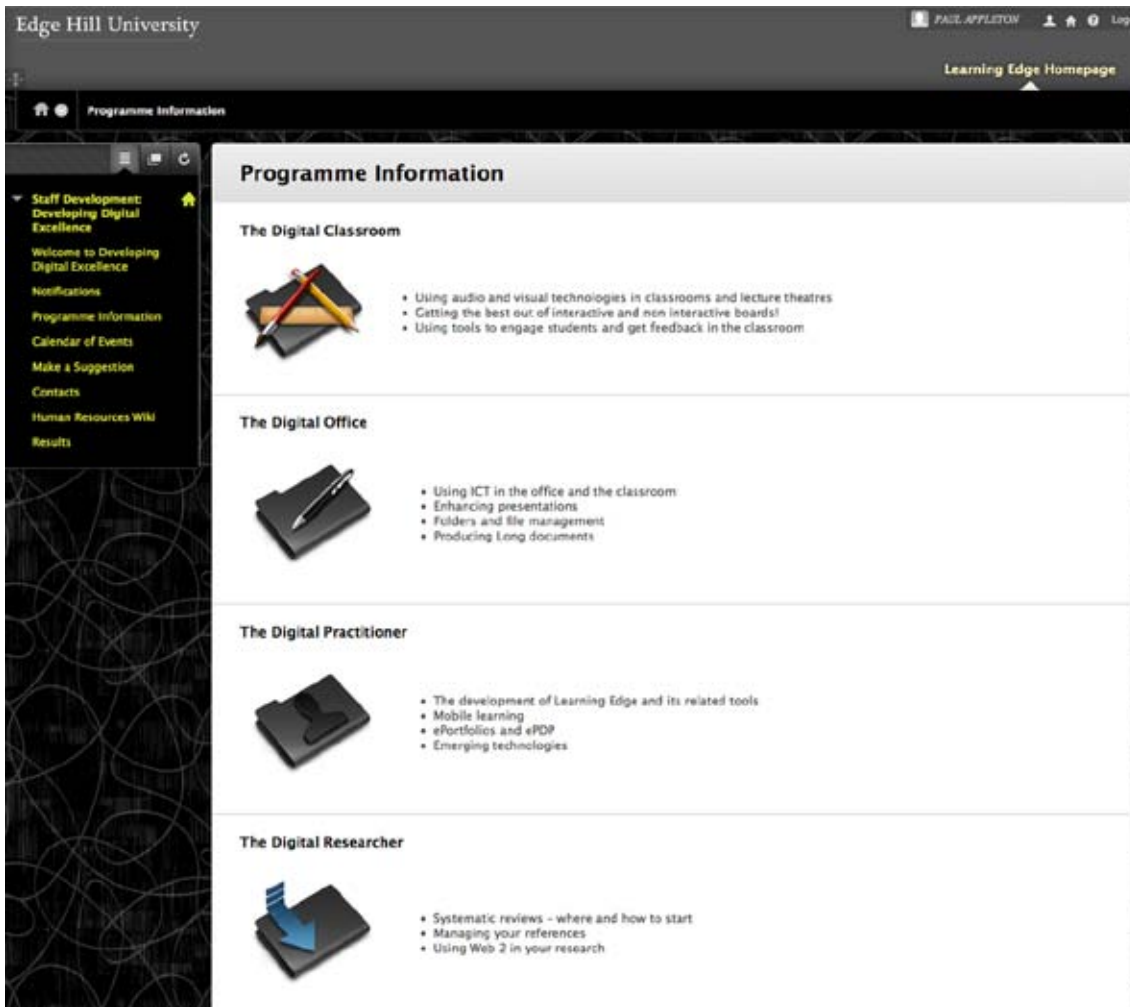 Edge Hill University
PAUL APPLETON
Log
Learning Edge Homepage
Programme Information
Staff Development:
Developing Digital
Excellence
Welcome to Developing
Digital Excellence
Notifications
Programme Information
Calendar of Events
Make a Suggestion
Contacts
Human Resources Wiki
Results
Programme Information
The Digital Classroom
• Using audio and visual technologies in classrooms and lecture theatres
• Getting the best out of interactive and non interactive boards!
• Using tools to engage students and get feedback in the classroom
The Digital Office
• Using ICT in the office and the classroom
• Enhancing presentations
• Folders and file management
• Producing Long documents
The Digital Practitioner
• The development of Learning Edge and its related tools
• Mobile learning
• ePortfolios and ePDP
• Emerging technologies
The Digital Researcher
• Systematic reviews - where and how to start
• Managing your references
• Using Web 2 in your research